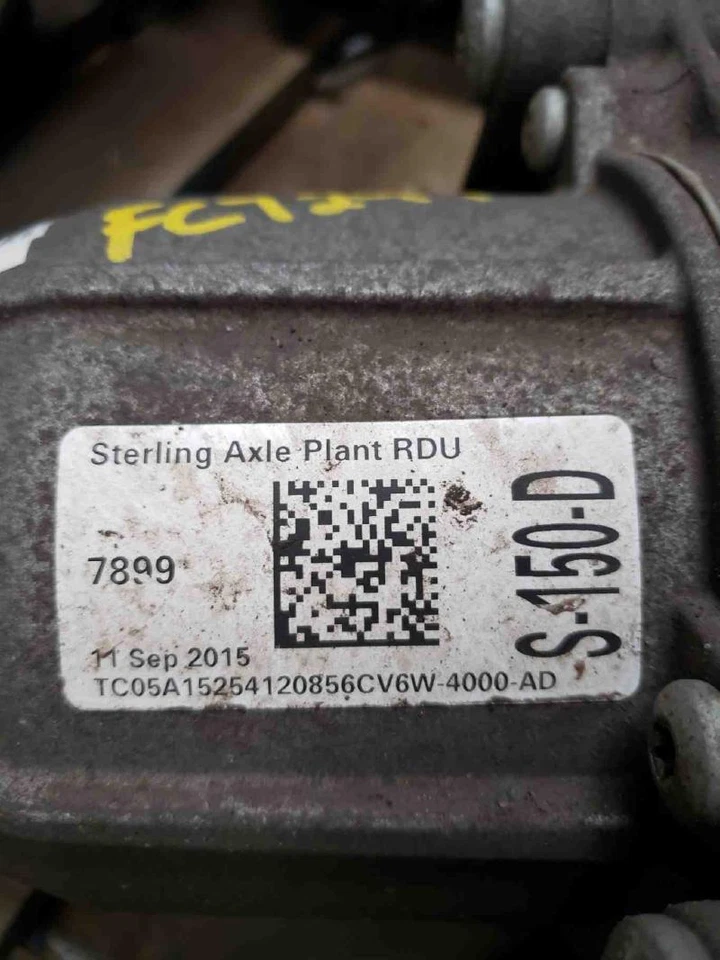 Sterling Axle Plant RDU
7899
S-150-D
11 Sep 2015
TC05A15254120856CV6W-4000-AD